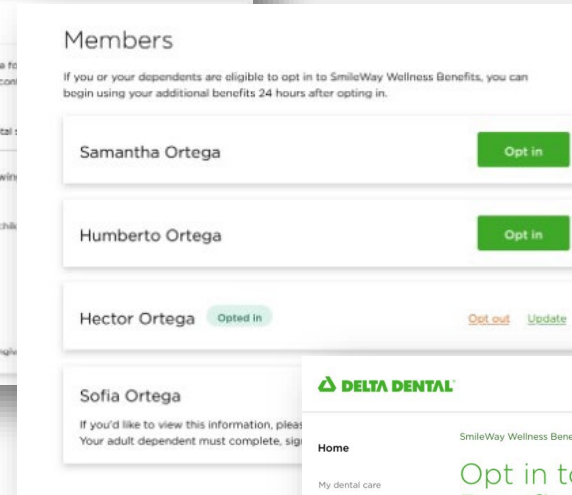 Members
If you or your dependents are eligible to opt in to SmileWay Wellness Benefits, you can
begin using your additional benefits 24 hours after opting in.
Samantha Ortega
Opt in
Humberto Ortega
Opt in
Hector Ortega Opted in
Opt out Update
Sofia Ortega
If you'd like to view this information,
Your adult dependent must complete,
DELTA DENTAL
Home
My dental care
SmileWay Wellness
Opt in